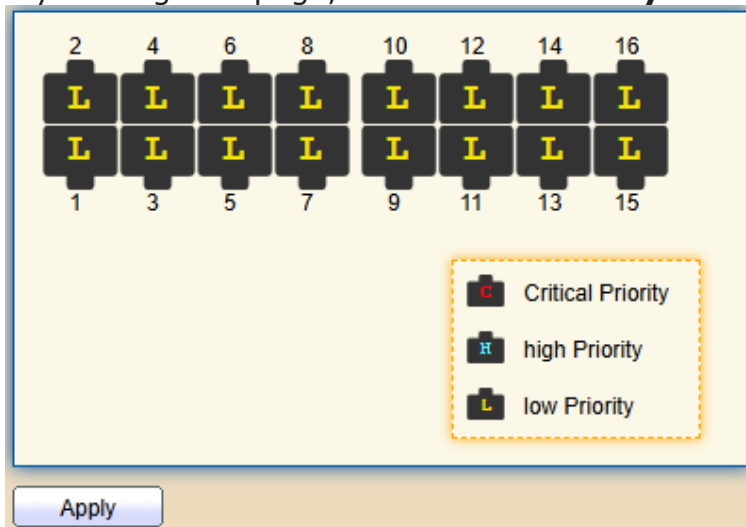 2 4 6 8 10 12 14 16
L L L L L L L L
L L L L L L L L
1 3 5 7 9 11 13 15
C Critical Priority
H high Priority
L low Priority
Apply